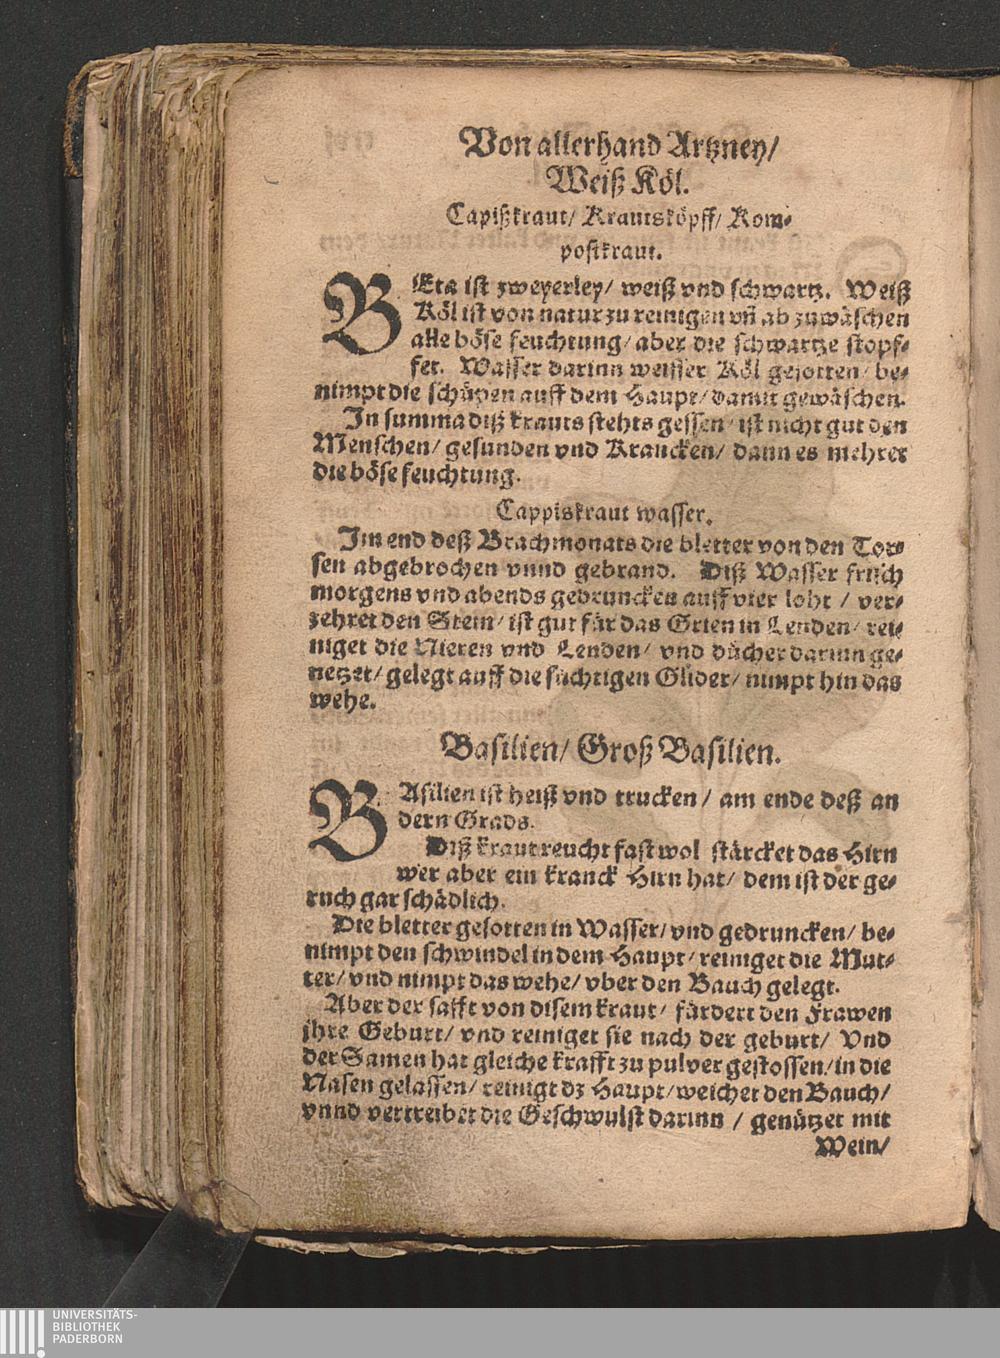 Von allerhand Artzney/
Weiß Köl.
Capißkraut/ Krautsköpff/ Kom-
postkraut.
BEta ist zweyerley/ weiß vnd schwartz. Weiß
Köl ist von natur zu reinigen vñ ab zuwäschen
alle böse feuchtung/ aber die schwartze stopf-
fet. Wasser darinn weisser Köl gesotten/ be-
nimpt die schüpen auff dem Haupt/ damit gewäschen.
In summa diß krauts stehts gessen/ ist nicht gut den
Menschen/ gesunden vnd Krancken/ dann es mehret
die böse feuchtung.
Cappiskraut wasser.
Im end deß Brachmonats die bletter von den Tor-
sen abgebrochen vnnd gebrand. Diß Wasser frisch
morgens vnd abends gedruncken auff vier loht / ver-
zehret den Stein/ ist gut für das Grien in Lenden/ rei-
niget die Nieren vnd Lenden/ vnd dücher darinn ge-
netzet/ gelegt auff die süchtigen Glider/ nimpt hin das
wehe.
Basilien/ Groß Basilien.
BAsilien ist heiß vnd trucken/ am ende deß an
dern Grads.
Diß kraut reucht fast wol stärcket das Hirn
wer aber ein kranck Hirn hat/ dem ist der ge-
ruch gar schädlich.
Die bletter gesotten in Wasser/ vnd gedruncken/ be-
nimpt den schwindel in dem Haupt/ reiniget die Mut-
ter/ vnd nimpt das wehe/ vber den Bauch gelegt.
Aber der safft von disem kraut/ fürdert den Frawen
jhre Geburt/ vnd reiniget sie nach der geburt/ Vnd
der Samen hat gleiche krafft zu pulver gestossen/ in die
Nasen gelassen/ reinigt dz Haupt/ weichet den Bauch/
vnnd vertreibet die Geschwulst darinn / genützet mit
Wein/
UNIVERSITÄTS-
BIBLIOTHEK
PADERBORN